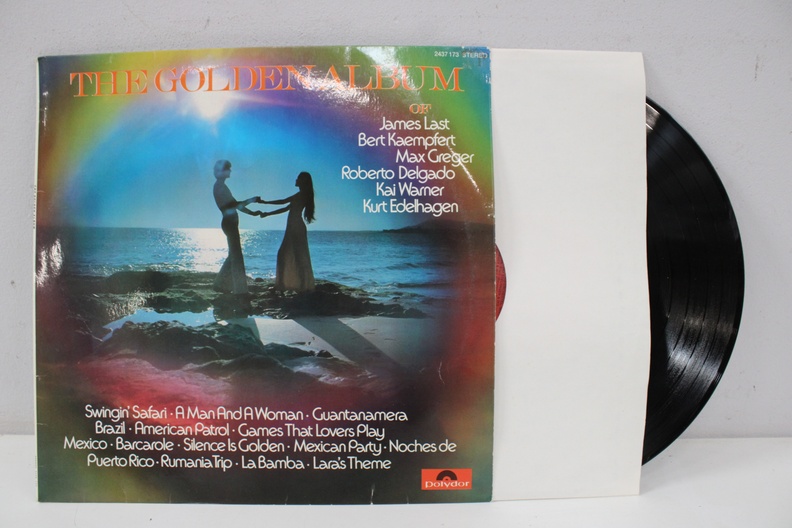 2437 173 STEREO
THE GOLDEN ALBUM
OF
James Last
Bert Kaempfert
Max Greger
Roberto Delgado
Kai Warner
Kurt Edelhagen
Swingin' Safari · A Man And A Woman · Guantanamera
Brazil · American Patrol · Games That Lovers Play
Mexico · Barcarole · Silence Is Golden · Mexican Party · Noches de
Puerto Rico · Rumania Trip · La Bamba · Lara's Theme
Polydor